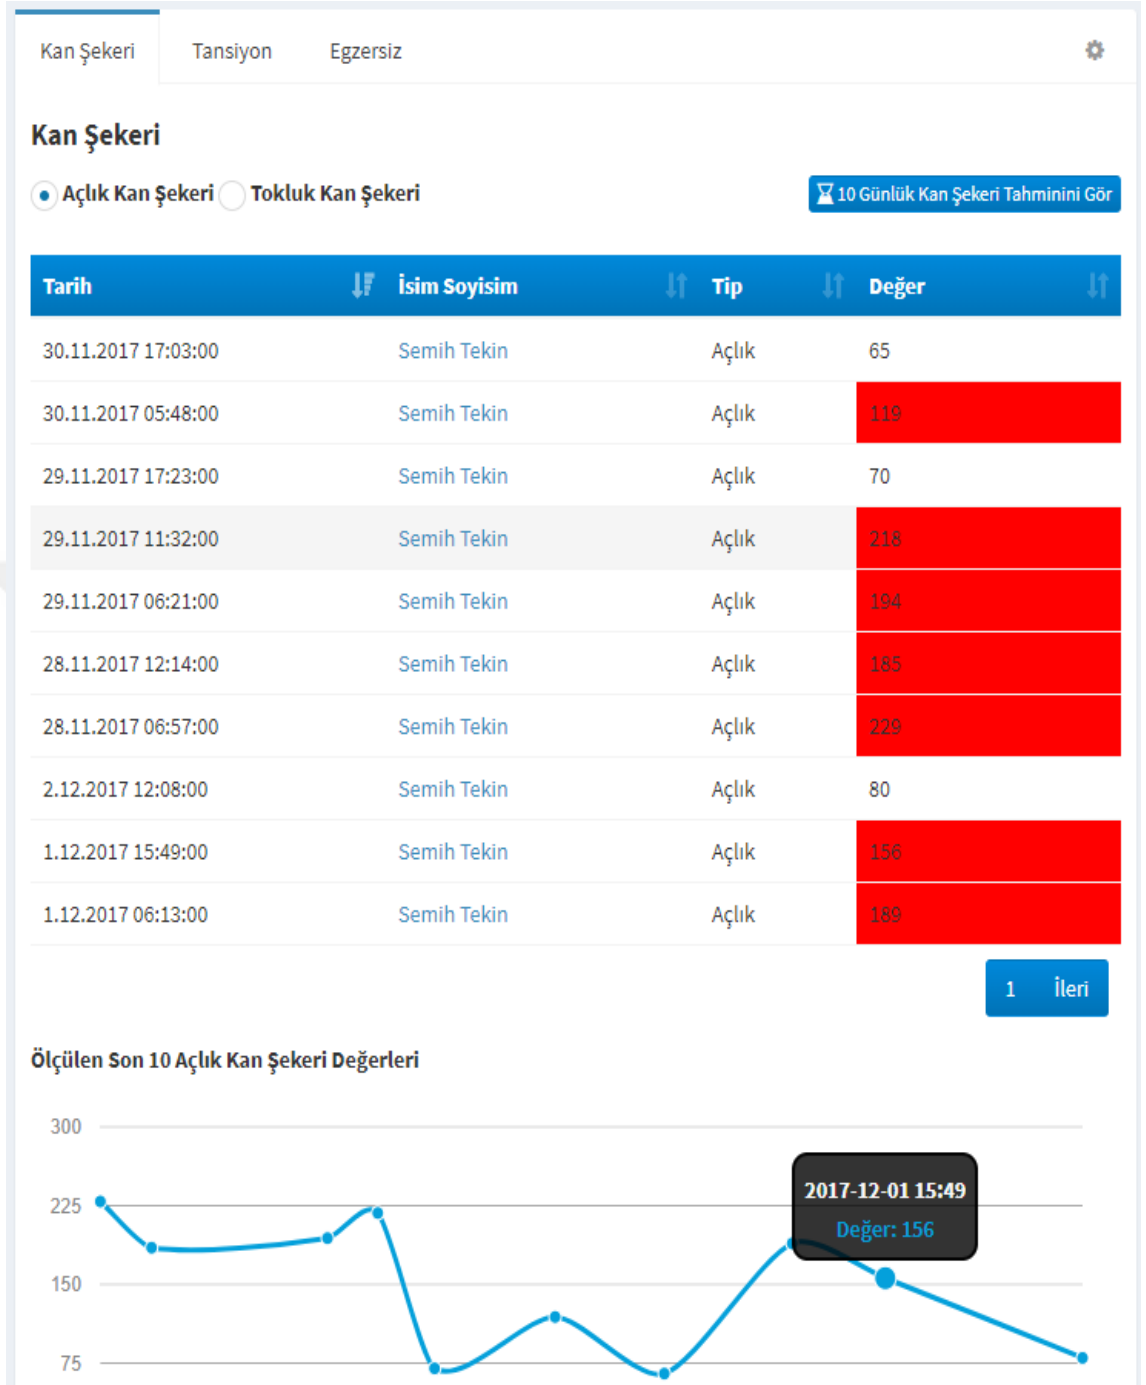 Kan Şekeri Tansiyon Egzersiz
Kan Şekeri
Açlık Kan Şekeri Tokluk Kan Şekeri 10 Günlük Kan Şekeri Tahminini Gör
Tarih İsim Soyisim Tip Değer
30.11.2017 17:03:00 Semih Tekin Açlık 65
30.11.2017 05:48:00 Semih Tekin Açlık 119
29.11.2017 17:23:00 Semih Tekin Açlık 70
29.11.2017 11:32:00 Semih Tekin Açlık 218
29.11.2017 06:21:00 Semih Tekin Açlık 194
28.11.2017 12:14:00 Semih Tekin Açlık 185
28.11.2017 06:57:00 Semih Tekin Açlık 229
2.12.2017 12:08:00 Semih Tekin Açlık 80
1.12.2017 15:49:00 Semih Tekin Açlık 156
1.12.2017 06:13:00 Semih Tekin Açlık 189
1 İleri
Ölçülen Son 10 Açlık Kan Şekeri Değerleri
300
2017-12-01 15:49
225
Değer: 156
150
75